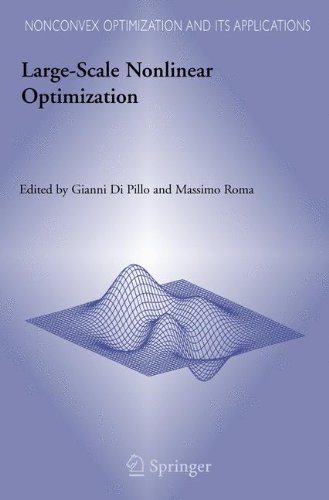 NONCONVEX OPTIMIZATION AND ITS APPLICATIONS
Large-Scale Nonlinear
Optimization
Edited by Gianni Di Pillo and Massimo Roma
Springer